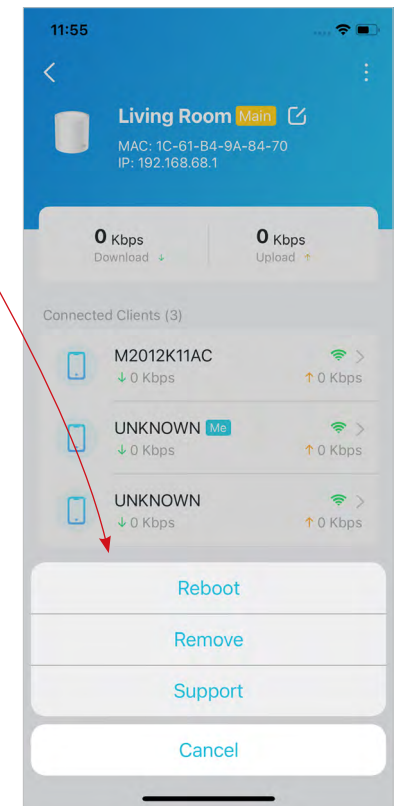 11:55
Living Room Main
MAC: 1C-61-B4-9A-84-70
IP: 192.168.68.1
0 Kbps 0 Kbps
Download ↓ Upload ↑
Connected Clients (3)
M2012K11AC
↓ 0 Kbps ↑ 0 Kbps
UNKNOWN Me
↓ 0 Kbps ↑ 0 Kbps
UNKNOWN
↓ 0 Kbps ↑ 0 Kbps
Reboot
Remove
Support
Cancel